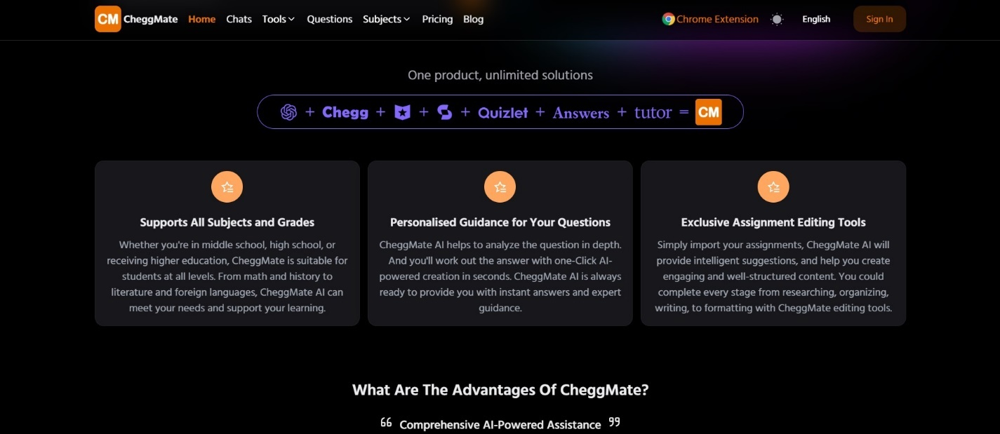 CM CheggMate Home Chats Tools Questions Subjects Pricing Blog Chrome Extension English Sign In
One product, unlimited solutions
+ Chegg + + + Quizlet + Answers + tutor = CM
Supports All Subjects and Grades
Whether you're in middle school, high school, or
receiving higher education, CheggMate is suitable for
students at all levels. From math and history to
literature and foreign languages, CheggMate AI can
meet your needs and support your learning.
Personalised Guidance for Your Questions
CheggMate AI helps to analyze the question in depth.
And you'll work out the answer with one-Click AI-
powered creation in seconds. CheggMate AI is always
ready to provide you with instant answers and expert
guidance.
Exclusive Assignment Editing Tools
Simply import your assignments, CheggMate AI will
provide intelligent suggestions, and help you create
engaging and well-structured content. You could
complete every stage from researching, organizing,
writing, to formatting with CheggMate editing tools.
What Are The Advantages Of CheggMate?
“ Comprehensive AI-Powered Assistance ”